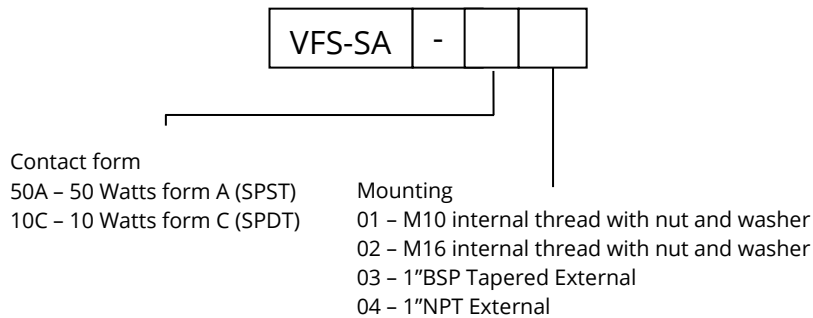 VFS-SA -
Contact form
50A – 50 Watts form A (SPST)
10C – 10 Watts form C (SPDT)
Mounting
01 – M10 internal thread with nut and washer
02 – M16 internal thread with nut and washer
03 – 1”BSP Tapered External
04 – 1”NPT External